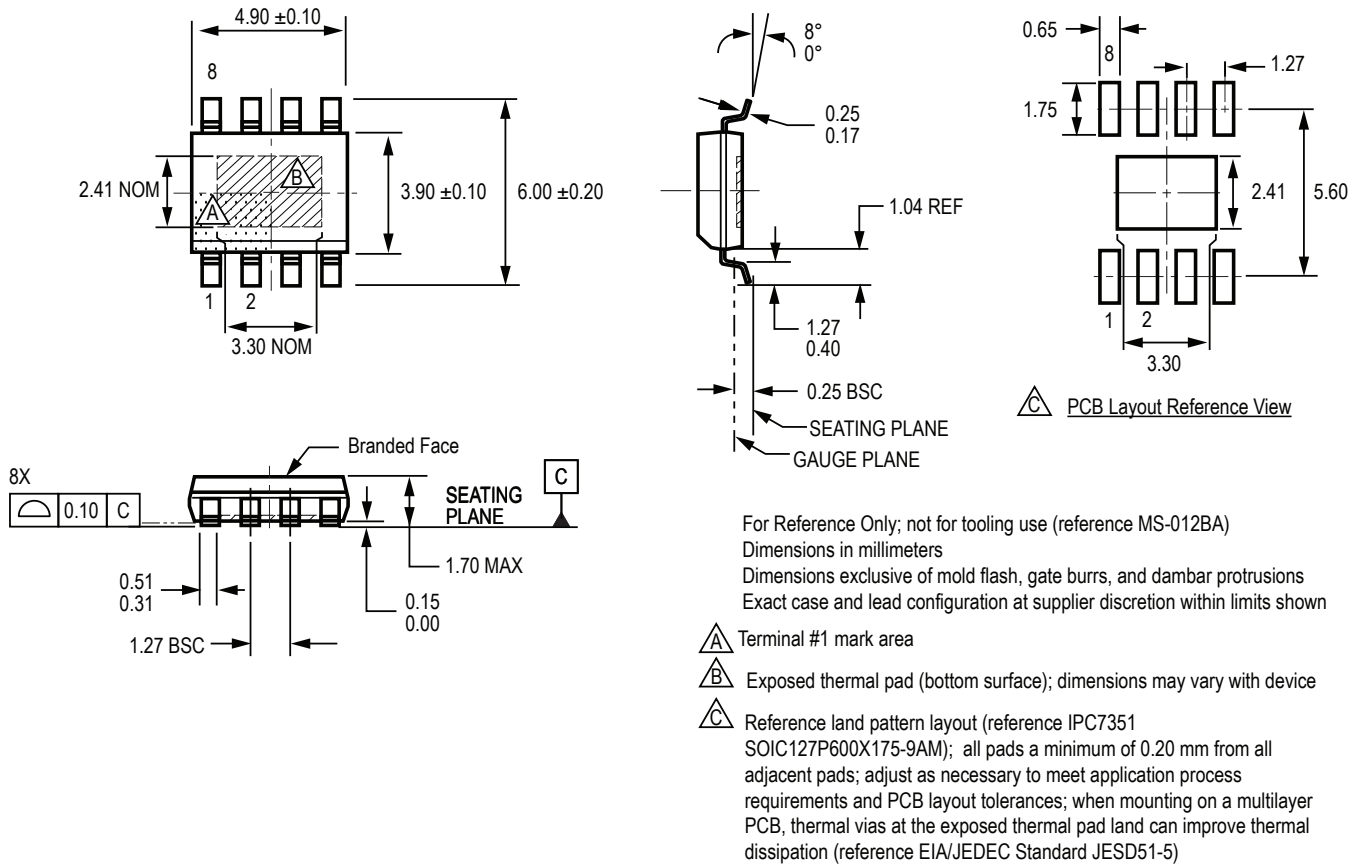 4.90 ±0.10
8
2.41 NOM
B
A
3.90 ±0.10
6.00 ±0.20
1
2
3.30 NOM
8°
0°
0.25
0.17
1.04 REF
1.27
0.40
0.25 BSC
SEATING PLANE
GAUGE PLANE
0.65
8
1.27
1.75
2.41
5.60
1
2
3.30
C PCB Layout Reference View
Branded Face
8X
0.10 C
SEATING
PLANE
C
1.70 MAX
0.51
0.31
0.15
0.00
1.27 BSC
For Reference Only; not for tooling use (reference MS-012BA)
Dimensions in millimeters
Dimensions exclusive of mold flash, gate burrs, and dambar protrusions
Exact case and lead configuration at supplier discretion within limits shown
A Terminal #1 mark area
B Exposed thermal pad (bottom surface); dimensions may vary with device
C Reference land pattern layout (reference IPC7351
SOIC127P600X175-9AM); all pads a minimum of 0.20 mm from all
adjacent pads; adjust as necessary to meet application process
requirements and PCB layout tolerances; when mounting on a multilayer
PCB, thermal vias at the exposed thermal pad land can improve thermal
dissipation (reference EIA/JEDEC Standard JESD51-5)